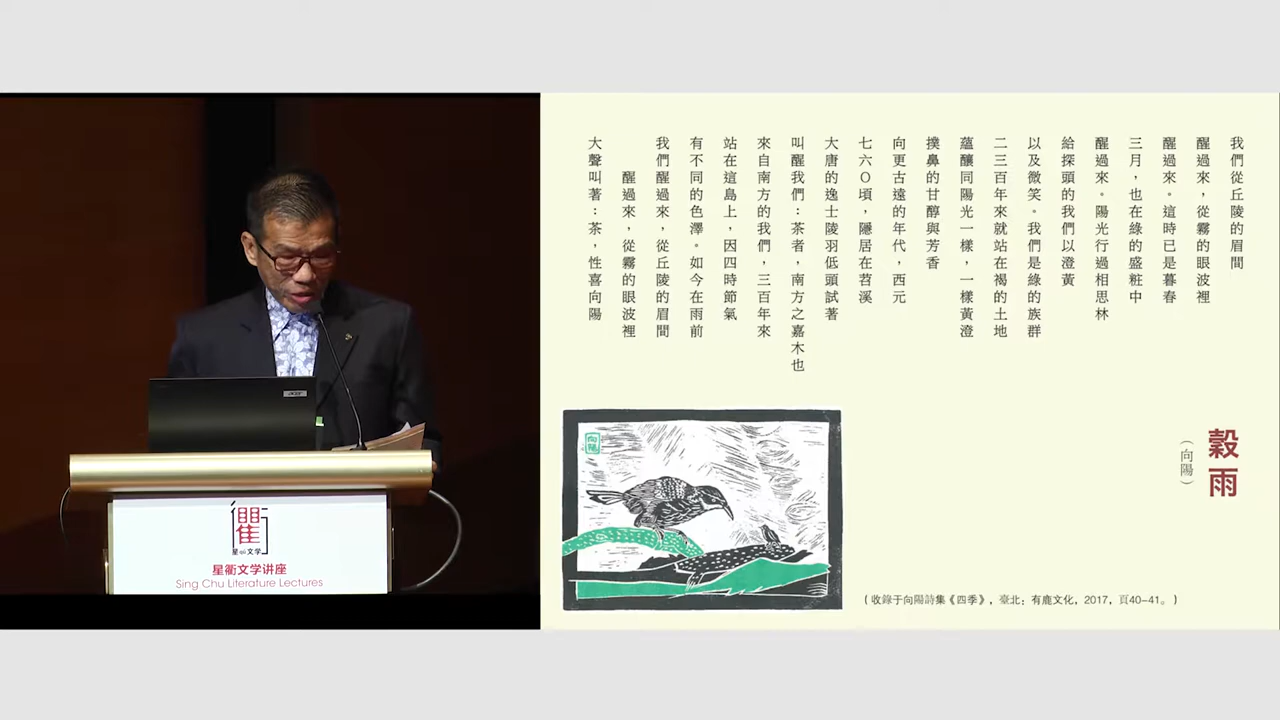 穀雨
（向陽）
我們從丘陵的眉間
醒過來，從霧的眼波裡
醒過來。這時已是暮春
三月，也在綠的盛粧中
醒過來。陽光行過相思林
給探頭的我們以澄黃
以及微笑。我們是綠的族群
二三百年來就站在褐的土地
蘊釀同陽光一樣，一樣黃澄
撲鼻的甘醇與芳香
向更古遠的年代，西元
七六０頃，隱居在苕溪
大唐的逸士陵羽低頭試著
叫醒我們：茶者，南方之嘉木也
來自南方的我們，三百年來
站在這島上，因四時節氣
有不同的色澤。如今在雨前
我們醒過來，從丘陵的眉間
醒過來，從霧的眼波裡
大聲叫著：茶，性喜向陽
向陽
（收錄于向陽詩集《四季》，臺北：有鹿文化，2017，頁40-41。）
acer
衢
星衢文学讲座
Sing Chu Literature Lectures